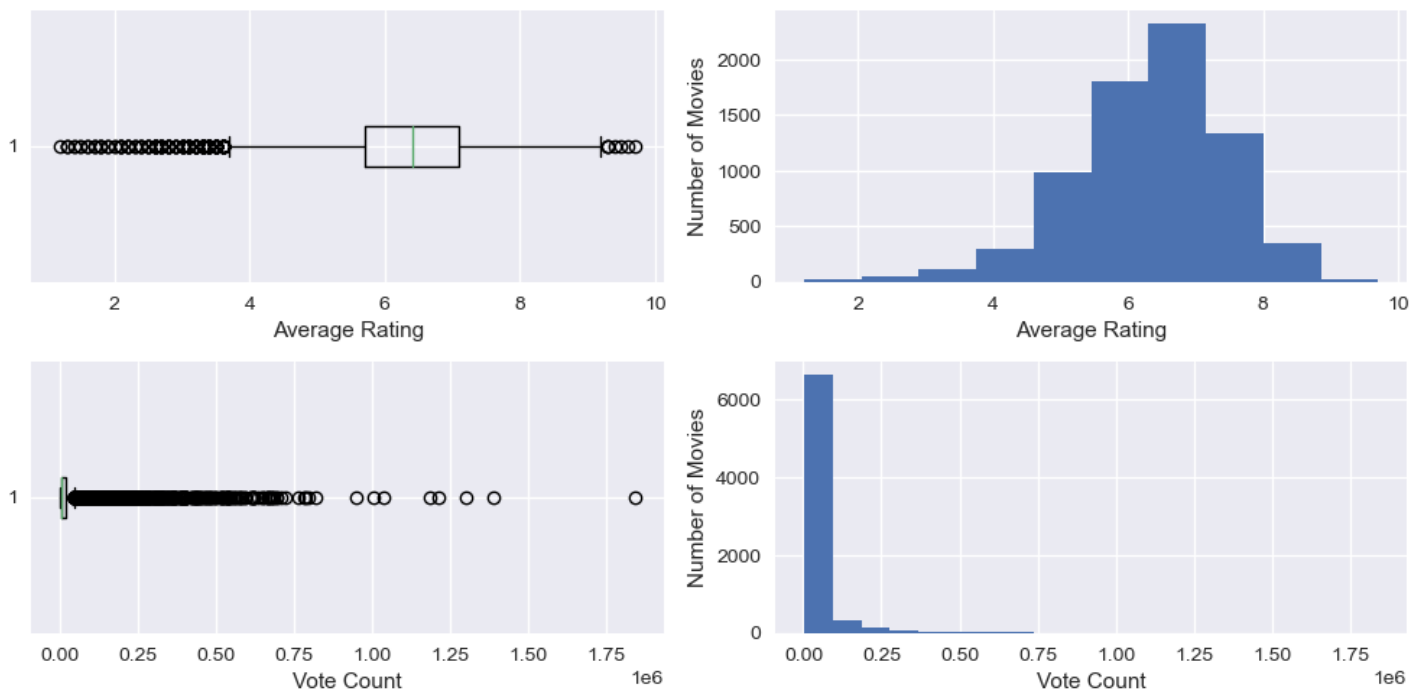 1
2 4 6 8 10
Average Rating
Number of Movies
2000
1500
1000
500
0
2 4 6 8 10
Average Rating
1
0.00 0.25 0.50 0.75 1.00 1.25 1.50 1.75
1e6
Vote Count
Number of Movies
6000
4000
2000
0
0.00 0.25 0.50 0.75 1.00 1.25 1.50 1.75
1e6
Vote Count